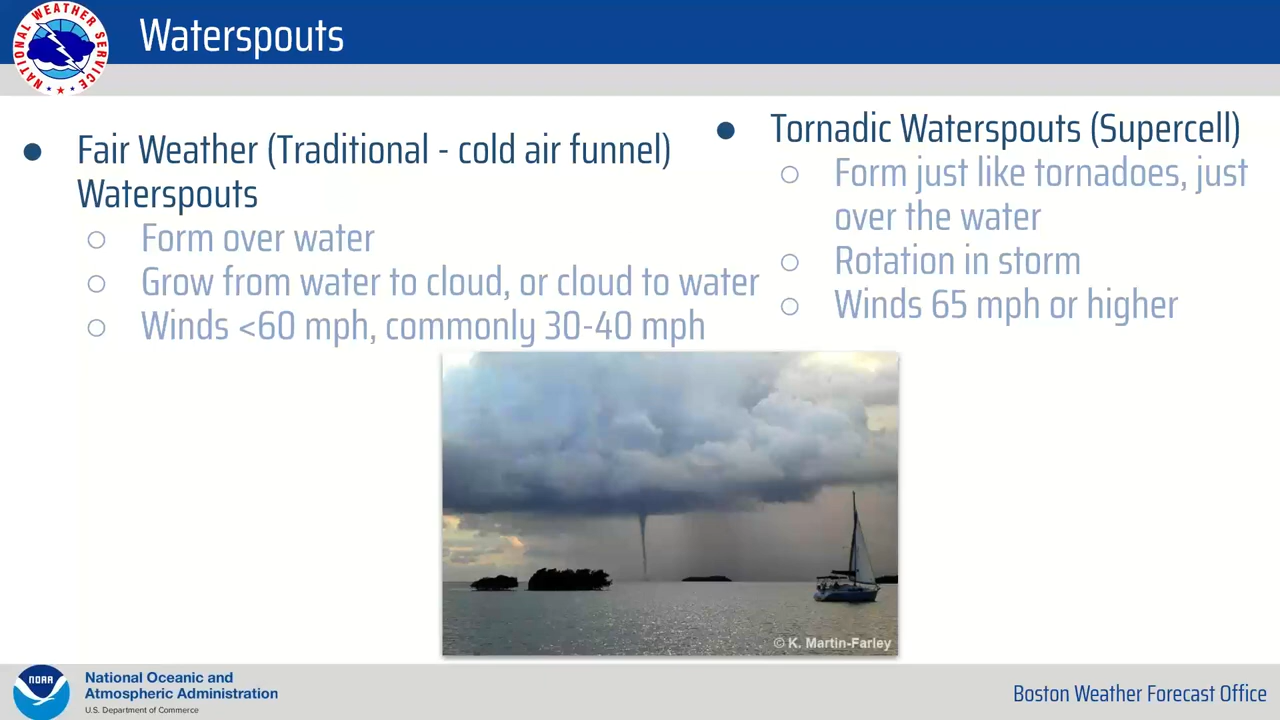 NATIONAL WEATHER SERVICE
Waterspouts
● Fair Weather (Traditional - cold air funnel)
Waterspouts
○ Form over water
○ Grow from water to cloud, or cloud to water
○ Winds <60 mph, commonly 30-40 mph
● Tornadic Waterspouts (Supercell)
○ Form just like tornadoes, just
over the water
○ Rotation in storm
○ Winds 65 mph or higher
© K. Martin-Farley
NOAA
National Oceanic and
Atmospheric Administration
U.S. Department of Commerce
Boston Weather Forecast Office